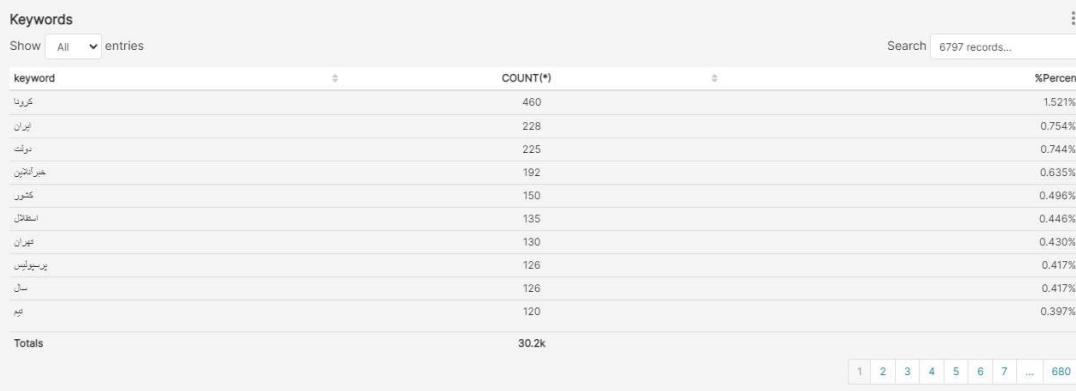 Keywords
Show All entries Search 6797 records...
keyword COUNT(*) %Percen
کرونا 460 1.521%
ایران 228 0.754%
دولت 225 0.744%
خبرآنلاین 192 0.635%
کشور 150 0.496%
استقلال 135 0.446%
تهران 130 0.430%
پرسپولیس 126 0.417%
سال 126 0.417%
تیم 120 0.397%
Totals 30.2k
1 2 3 4 5 6 7 ... 680